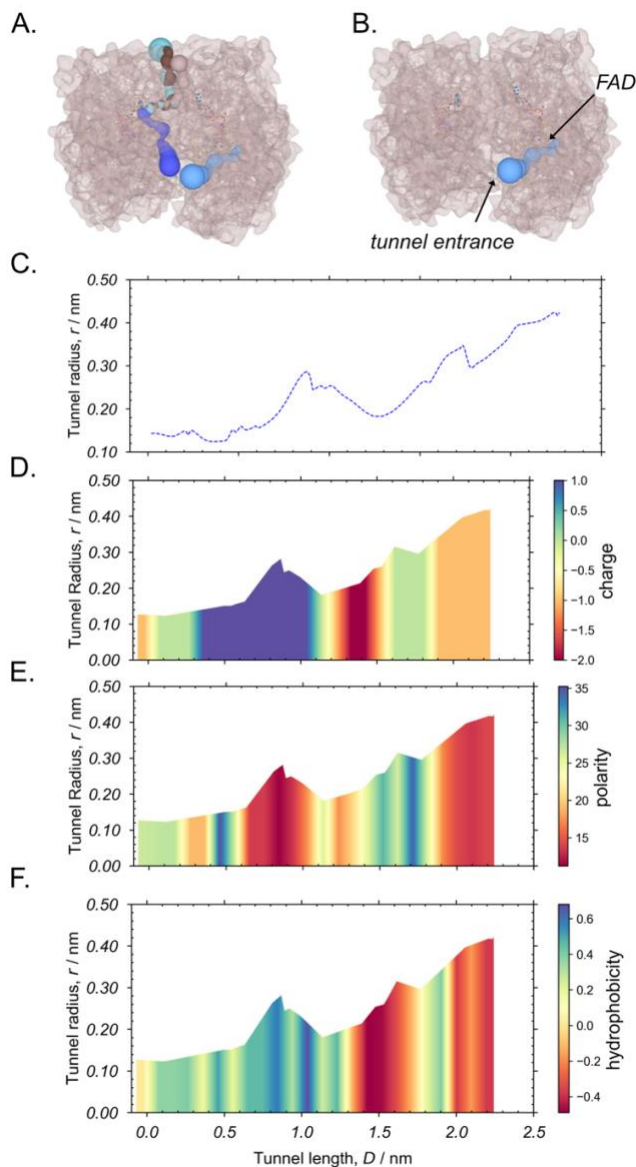 A.
B.
FAD
tunnel entrance
C.
0.50
0.40
0.30
0.20
0.10
Tunnel radius, r / nm
D.
0.50
0.40
0.30
0.20
0.10
0.00
Tunnel Radius, r / nm
1.0
0.5
0.0
−0.5
−1.0
−1.5
−2.0
charge
E.
0.50
0.40
0.30
0.20
0.10
0.00
Tunnel Radius, r / nm
35
30
25
20
15
polarity
F.
0.50
0.40
0.30
0.20
0.10
0.00
Tunnel radius, r / nm
0.6
0.4
0.2
0.0
−0.2
−0.4
hydrophobicity
0.0 0.5 1.0 1.5 2.0 2.5
Tunnel length, D / nm